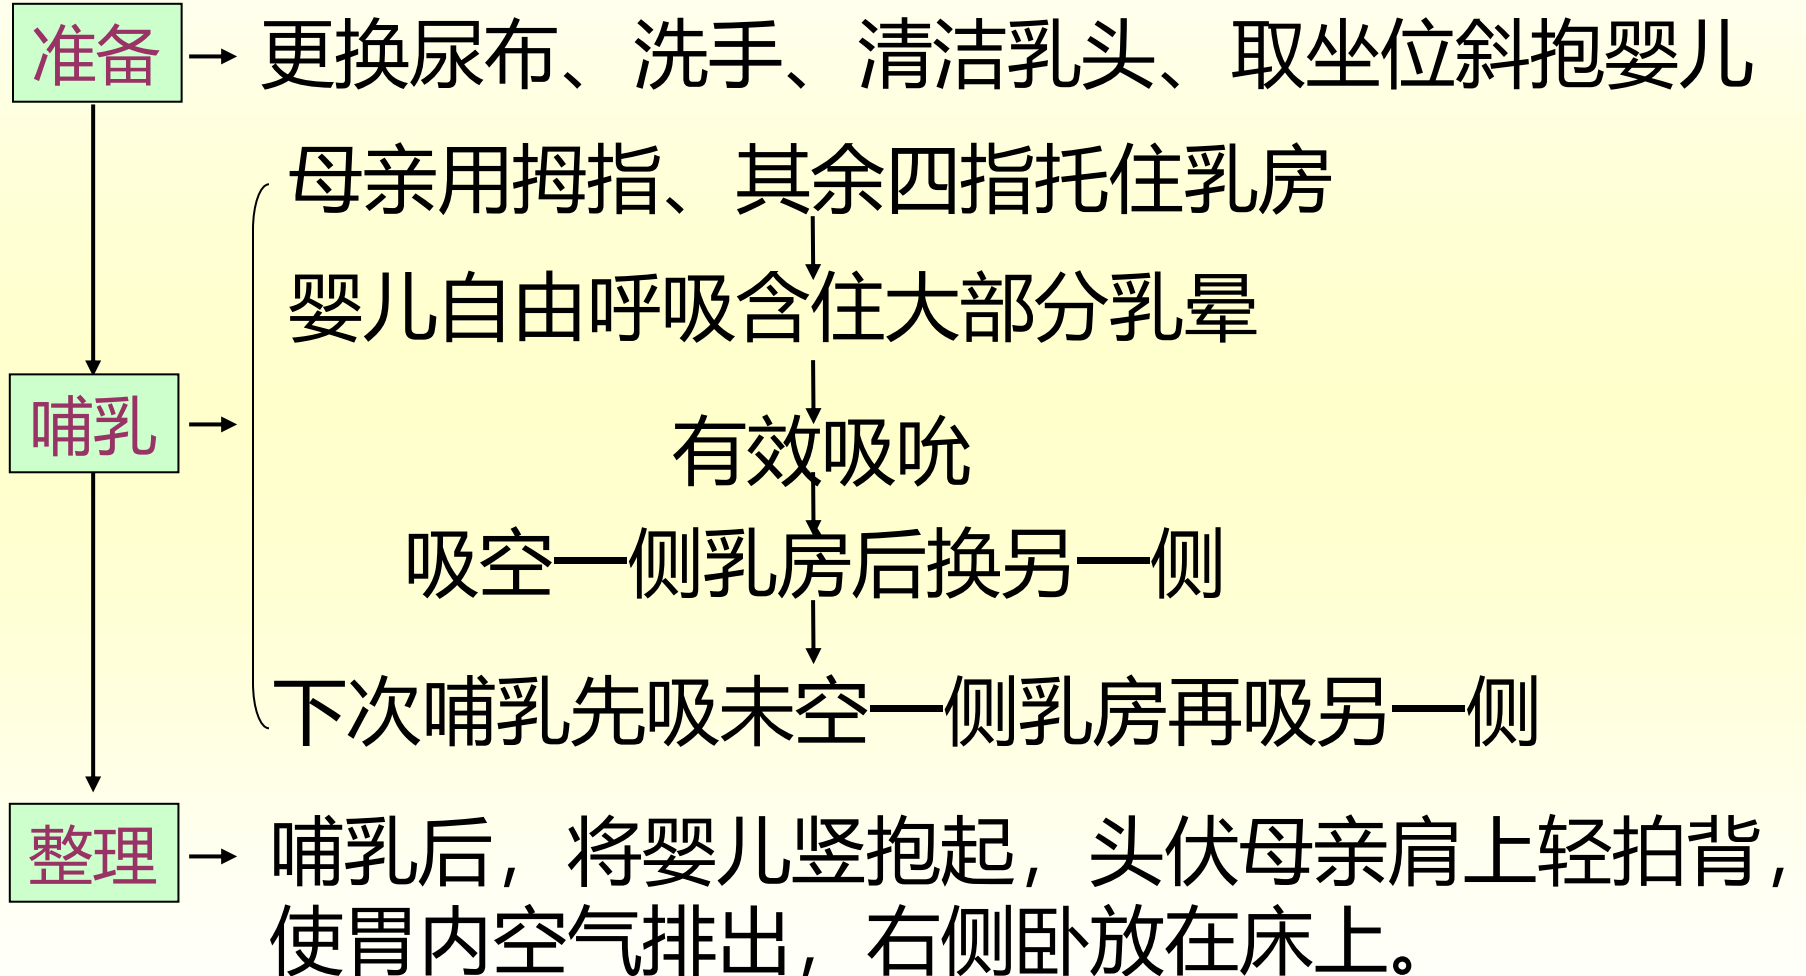 准备
更换尿布、洗手、清洁乳头、取坐位斜抱婴儿
母亲用拇指、其余四指托住乳房
婴儿自由呼吸含住大部分乳晕
哺乳
有效吸吮
吸空一侧乳房后换另一侧
下次哺乳先吸未空一侧乳房再吸另一侧
整理
哺乳后，将婴儿竖抱起，头伏母亲肩上轻拍背，
使胃内空气排出，右侧卧放在床上。